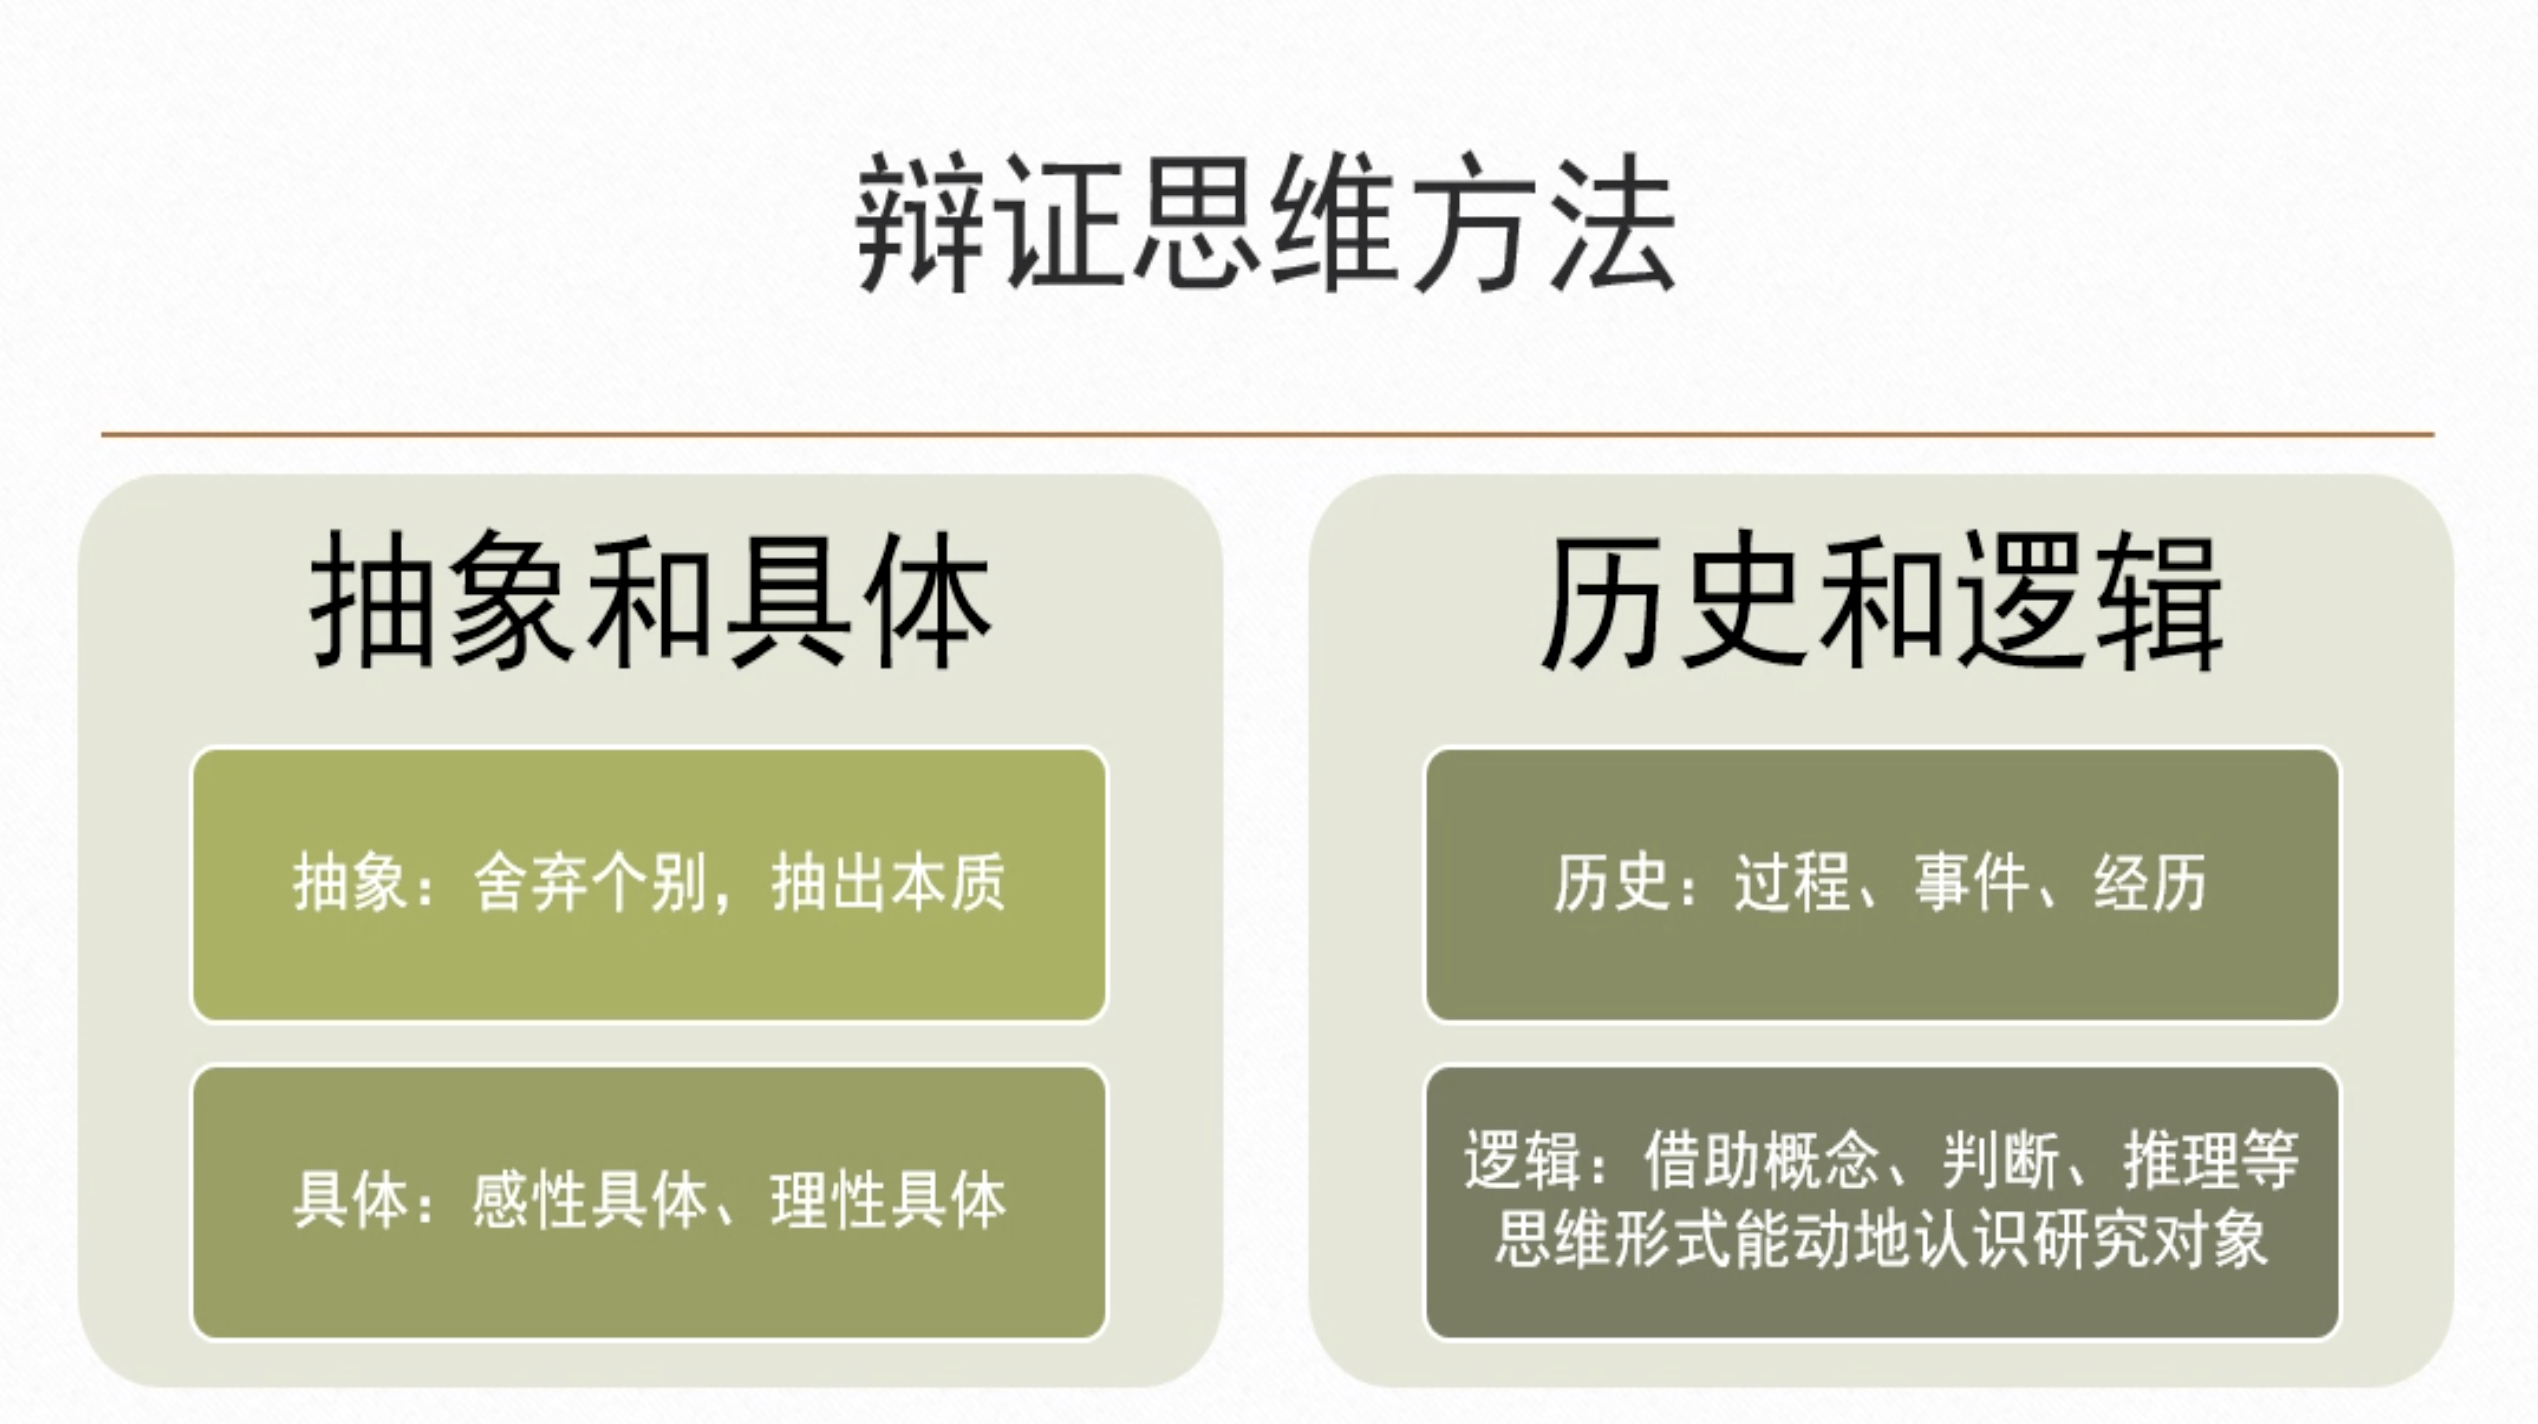 辩证思维方法
抽象和具体
抽象：舍弃个别，抽出本质
具体：感性具体、理性具体
历史和逻辑
历史：过程、事件、经历
逻辑：借助概念、判断、推理等
思维形式能动地认识研究对象